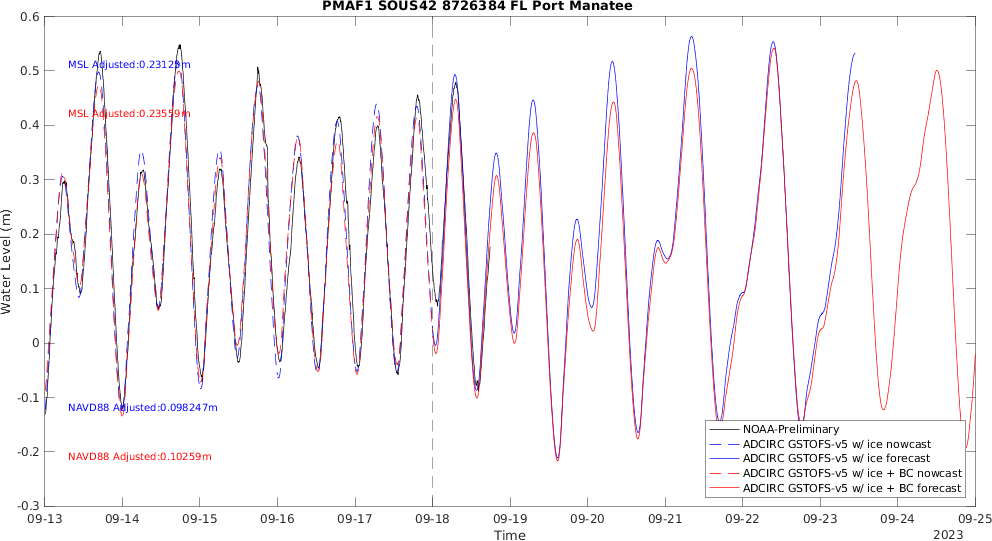 PMAF1 SOUS42 8726384 FL Port Manatee
0.6
0.5
0.4
0.3
0.2
0.1
0
-0.1
-0.2
-0.3
Water Level (m)
MSL Adjusted:0.23129m
MSL Adjusted:0.23559m
NAVD88 Adjusted:0.098247m
NAVD88 Adjusted:0.10259m
NOAA-Preliminary
ADCIRC GSTOFS-v5 w/ ice nowcast
ADCIRC GSTOFS-v5 w/ ice forecast
ADCIRC GSTOFS-v5 w/ ice + BC nowcast
ADCIRC GSTOFS-v5 w/ ice + BC forecast
09-13 09-14 09-15 09-16 09-17 09-18 09-19 09-20 09-21 09-22 09-23 09-24 09-25
Time
2023